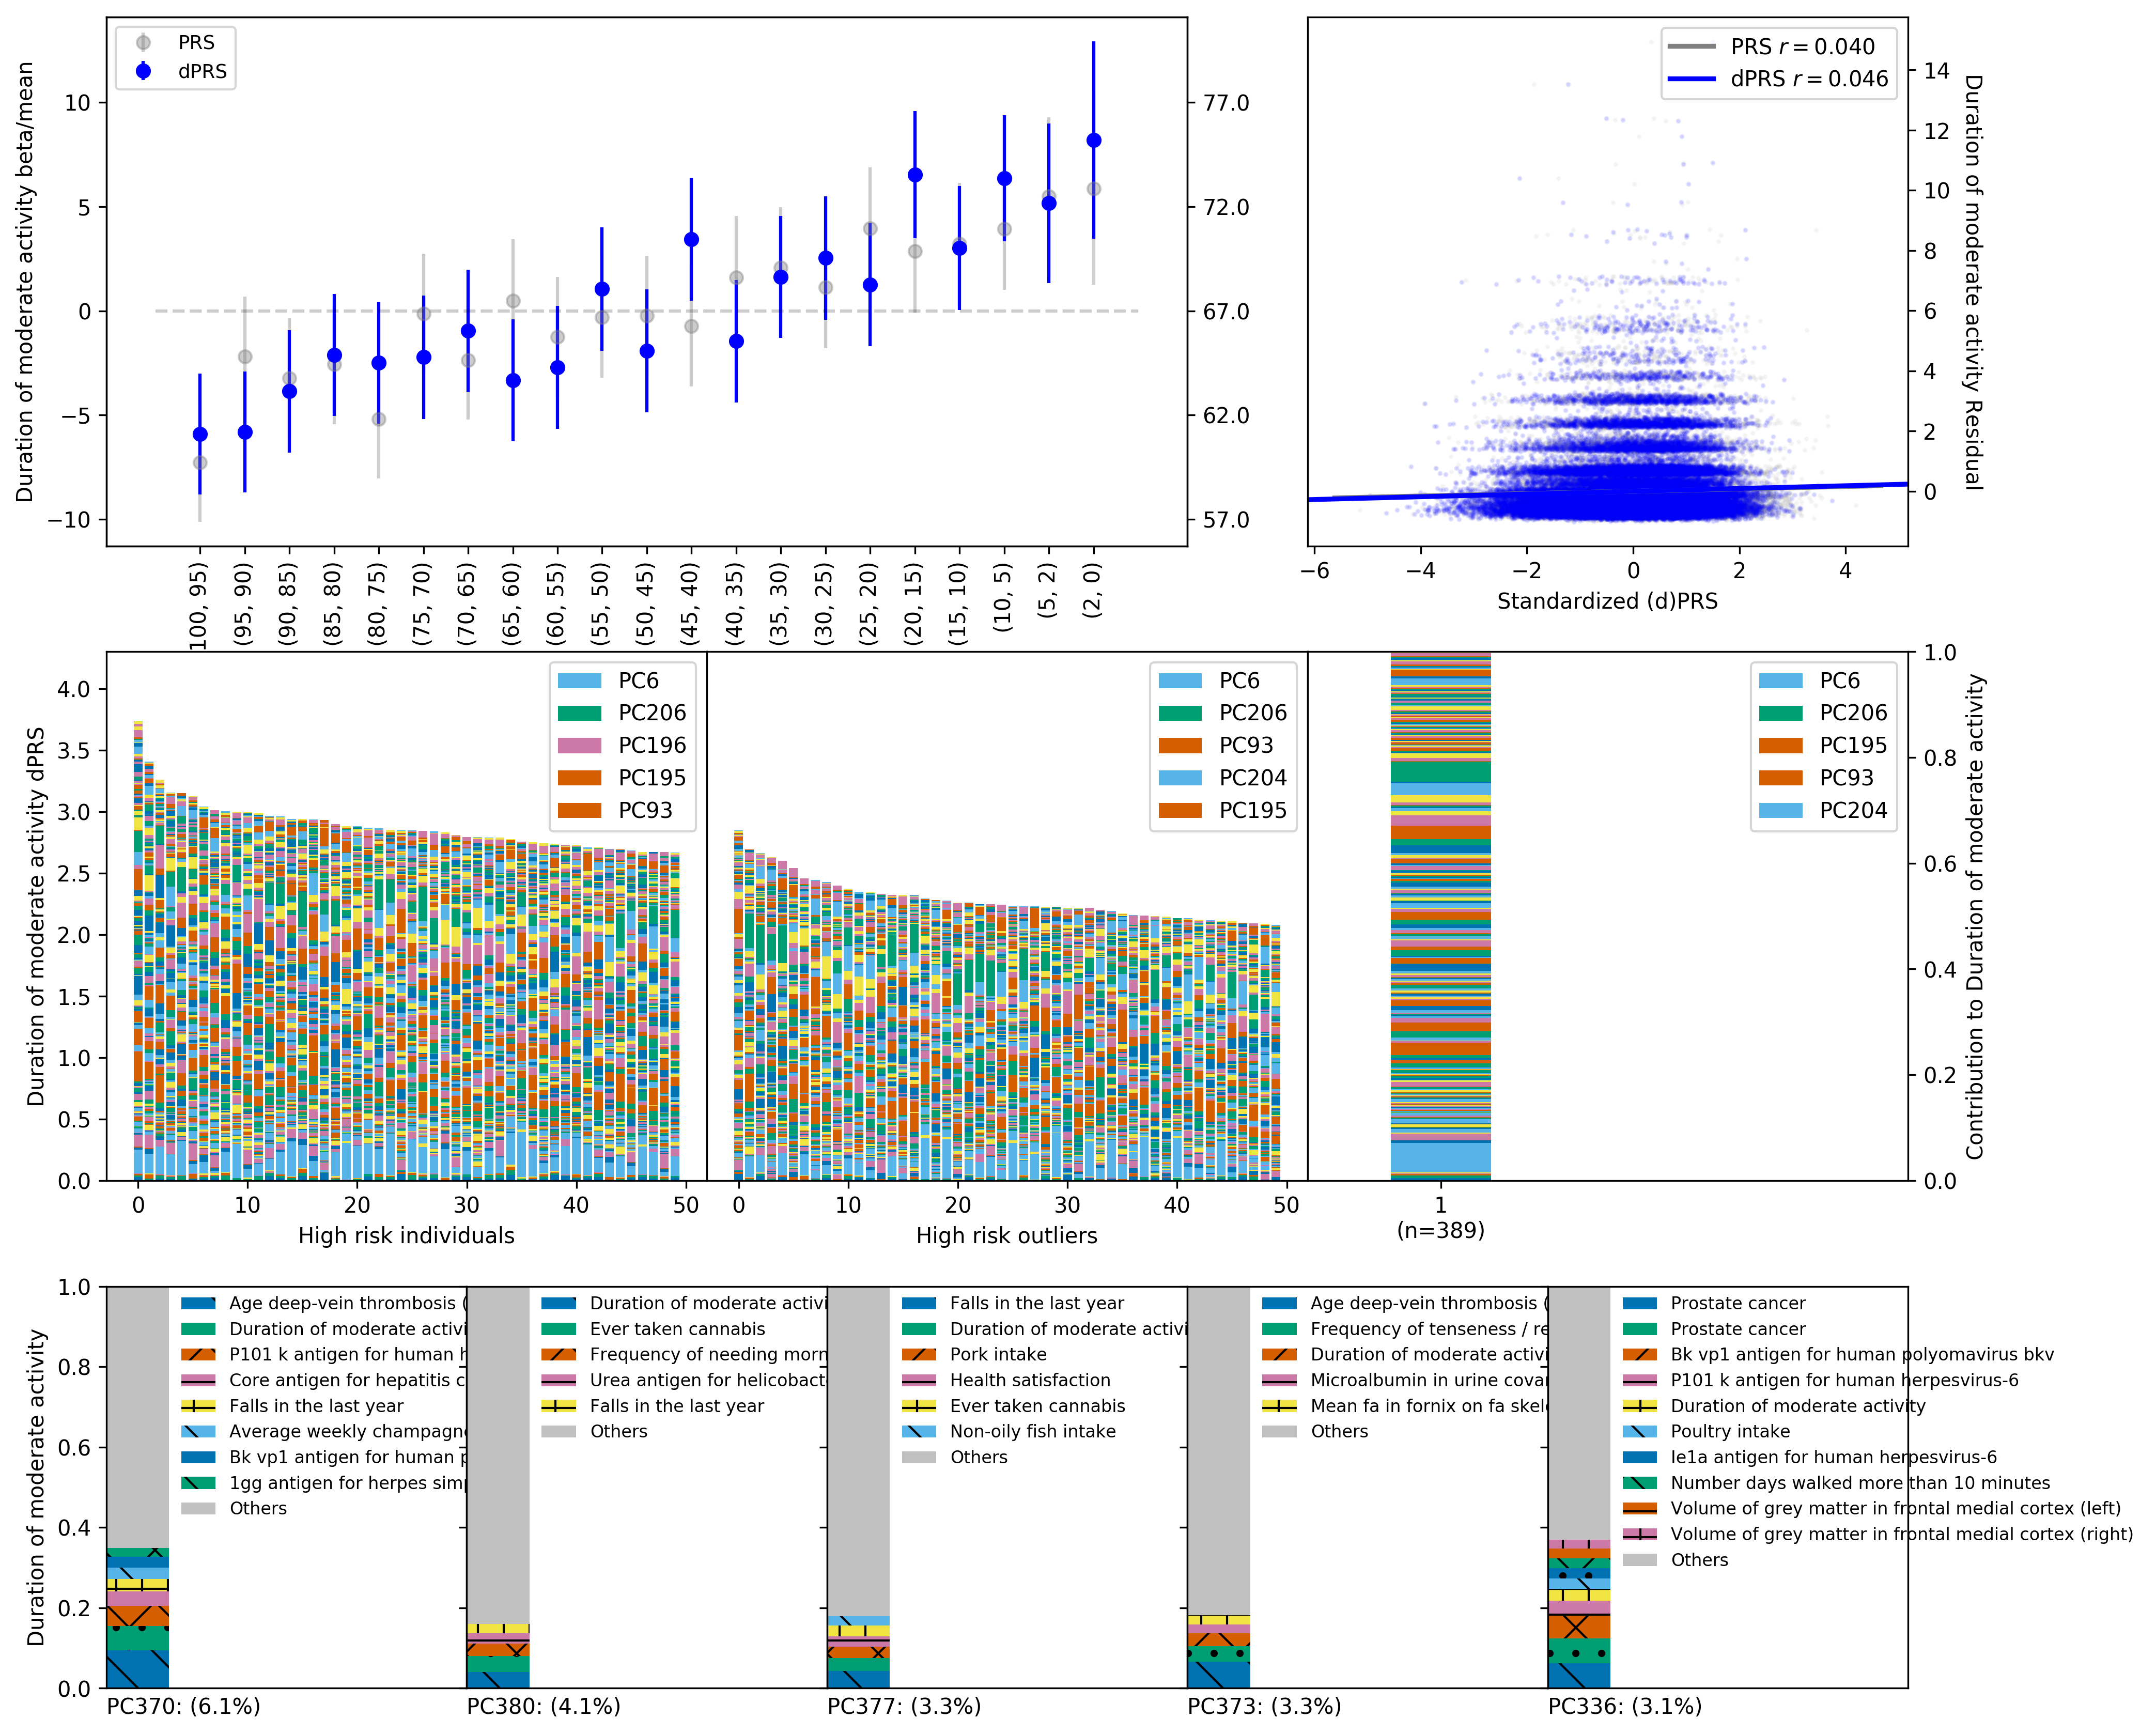 PRS
dPRS
Duration of moderate activity beta/mean
10
5
0
−5
−10
77.0
72.0
67.0
62.0
57.0
100, 95)
(95, 90)
(90, 85)
(85, 80)
(80, 75)
(75, 70)
(70, 65)
(65, 60)
(60, 55)
(55, 50)
(50, 45)
(45, 40)
(40, 35)
(35, 30)
(30, 25)
(25, 20)
(20, 15)
(15, 10)
(10, 5)
(5, 2)
(2, 0)
PRS r = 0.040
dPRS r = 0.046
14
12
10
8
6
4
2
0
Duration of moderate activity Residual
−6
−4
−2
0
2
4
Standardized (d)PRS
Duration of moderate activity dPRS
4.0
3.5
3.0
2.5
2.0
1.5
1.0
0.5
0.0
PC6
PC206
PC196
PC195
PC93
0
10
20
30
40
50
High risk individuals
PC6
PC206
PC93
PC204
PC195
0
10
20
30
40
50
High risk outliers
PC6
PC206
PC195
PC93
PC204
1
(n=389)
1.0
0.8
0.6
0.4
0.2
0.0
Contribution to Duration of moderate activity
Duration of moderate activity
1.0
0.8
0.6
0.4
0.2
0.0
Age deep-vein thrombosis (
Duration of moderate activi
P101 k antigen for human h
Core antigen for hepatitis c
Falls in the last year
Average weekly champagn
Bk vp1 antigen for human p
1gg antigen for herpes simp
Others
PC370: (6.1%)
Duration of moderate activi
Ever taken cannabis
Frequency of needing morn
Urea antigen for helicobact
Falls in the last year
Others
PC380: (4.1%)
Falls in the last year
Duration of moderate activi
Pork intake
Health satisfaction
Ever taken cannabis
Non-oily fish intake
Others
PC377: (3.3%)
Age deep-vein thrombosis (
Frequency of tenseness / re
Duration of moderate activi
Microalbumin in urine covar
Mean fa in fornix on fa skele
Others
PC373: (3.3%)
Prostate cancer
Prostate cancer
Bk vp1 antigen for human polyomavirus bkv
P101 k antigen for human herpesvirus-6
Duration of moderate activity
Poultry intake
Ie1a antigen for human herpesvirus-6
Number days walked more than 10 minutes
Volume of grey matter in frontal medial cortex (left)
Volume of grey matter in frontal medial cortex (right)
Others
PC336: (3.1%)